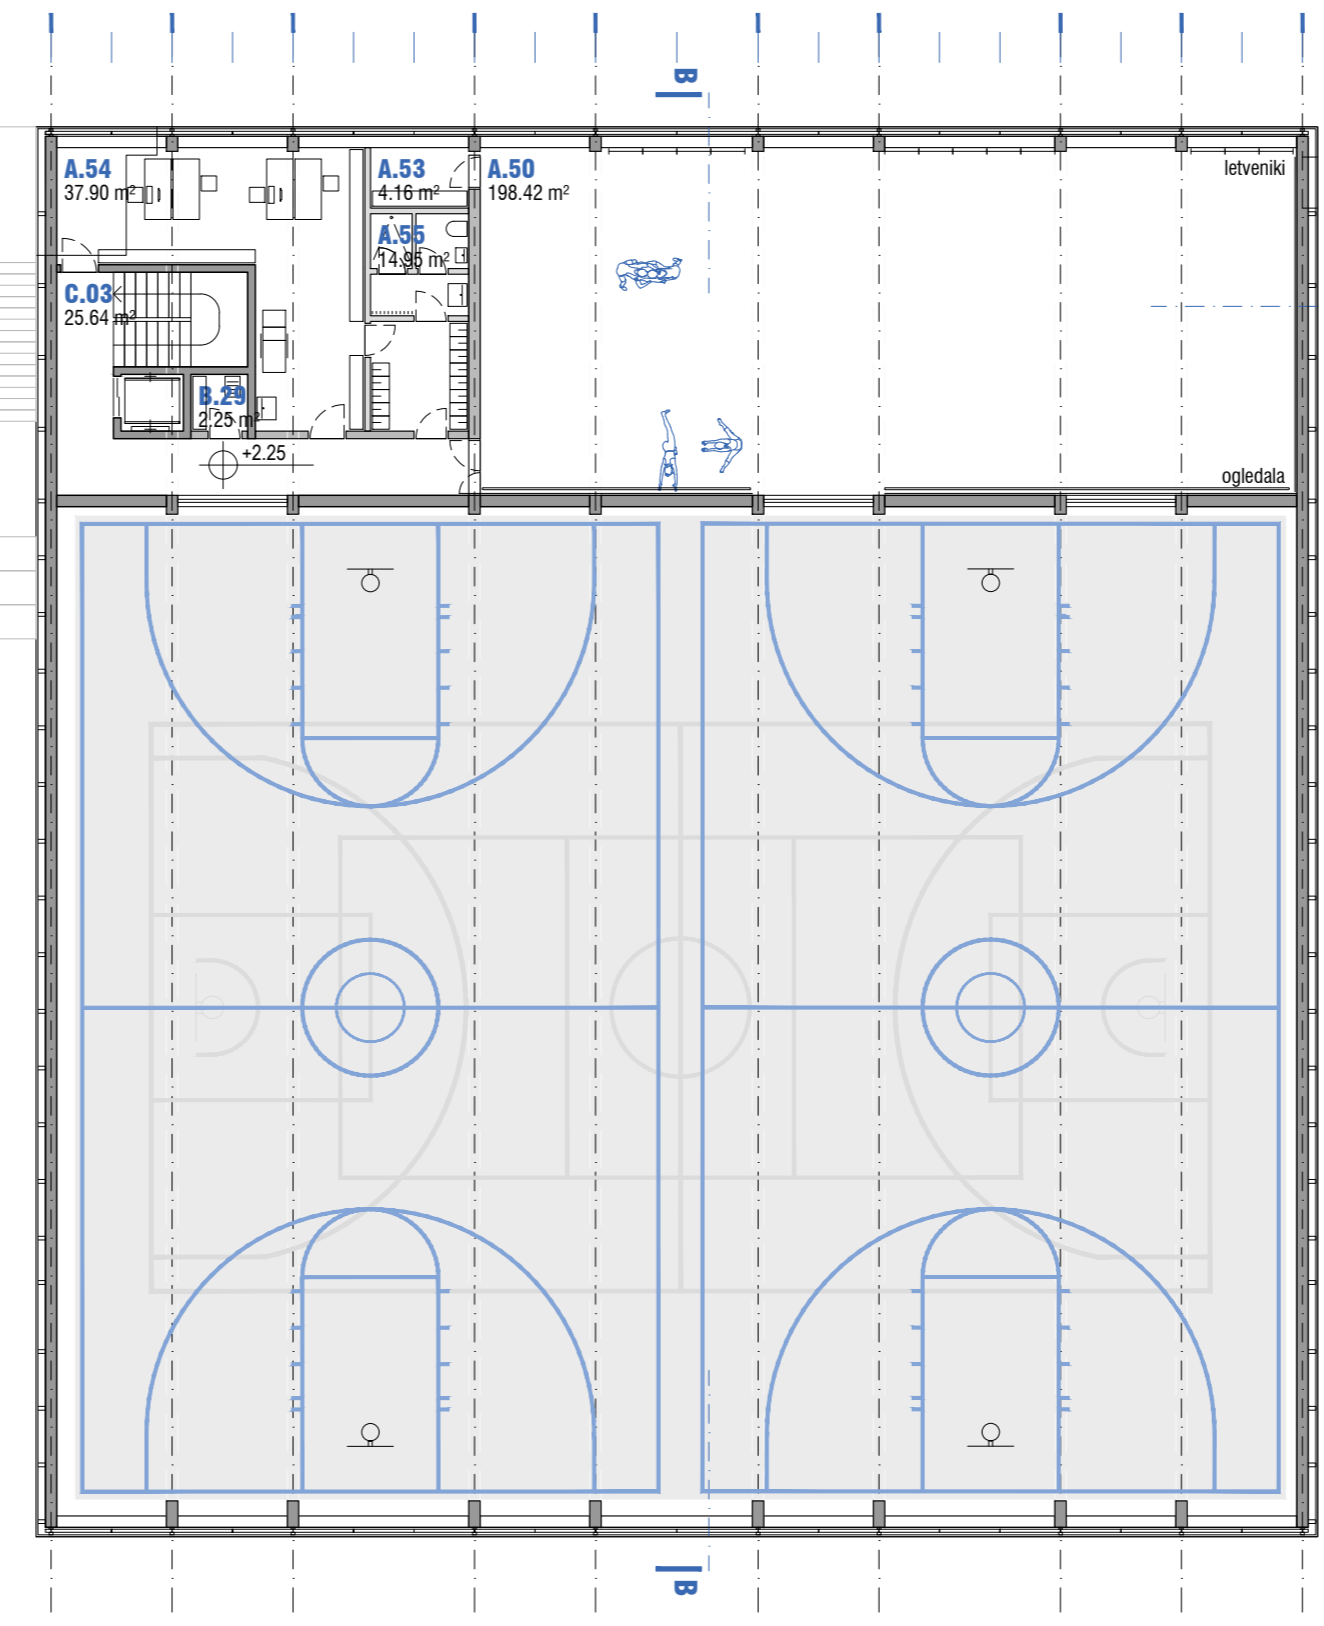 B
A.54
37.90 m²
A.53
4.16 m²
A.50
198.42 m²
letveniki
A.55
14.95 m²
C.03
25.64 m²
B.29
2.25 m²
+2.25
ogledala
B